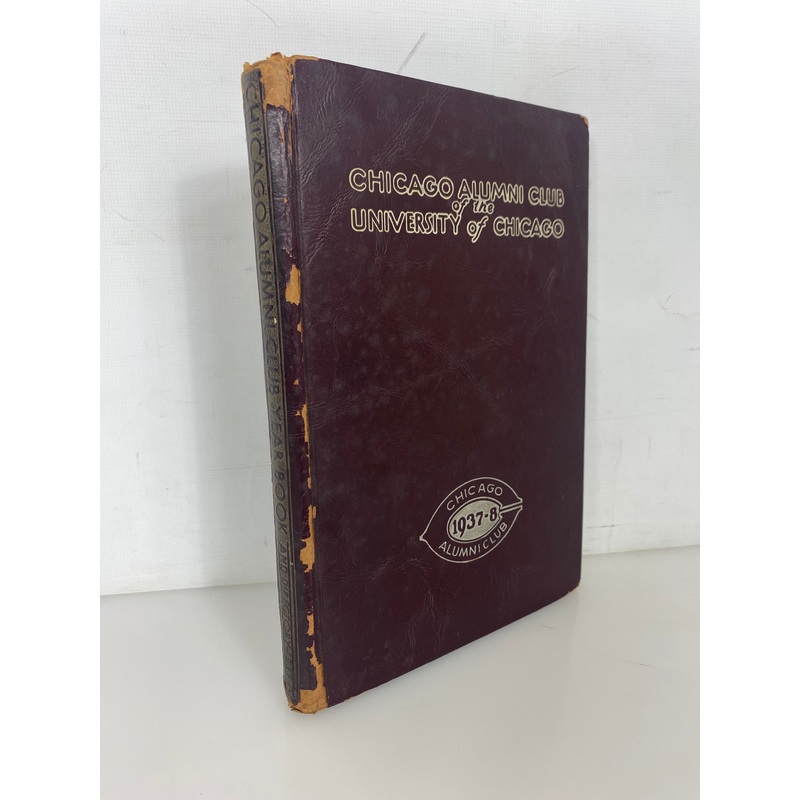 CHICAGO ALUMNI CLUB
of the
UNIVERSITY of CHICAGO
CHICAGO
1937-8
ALUMNI CLUB
CHICAGO ALUMNI CLUB YEAR BOOK